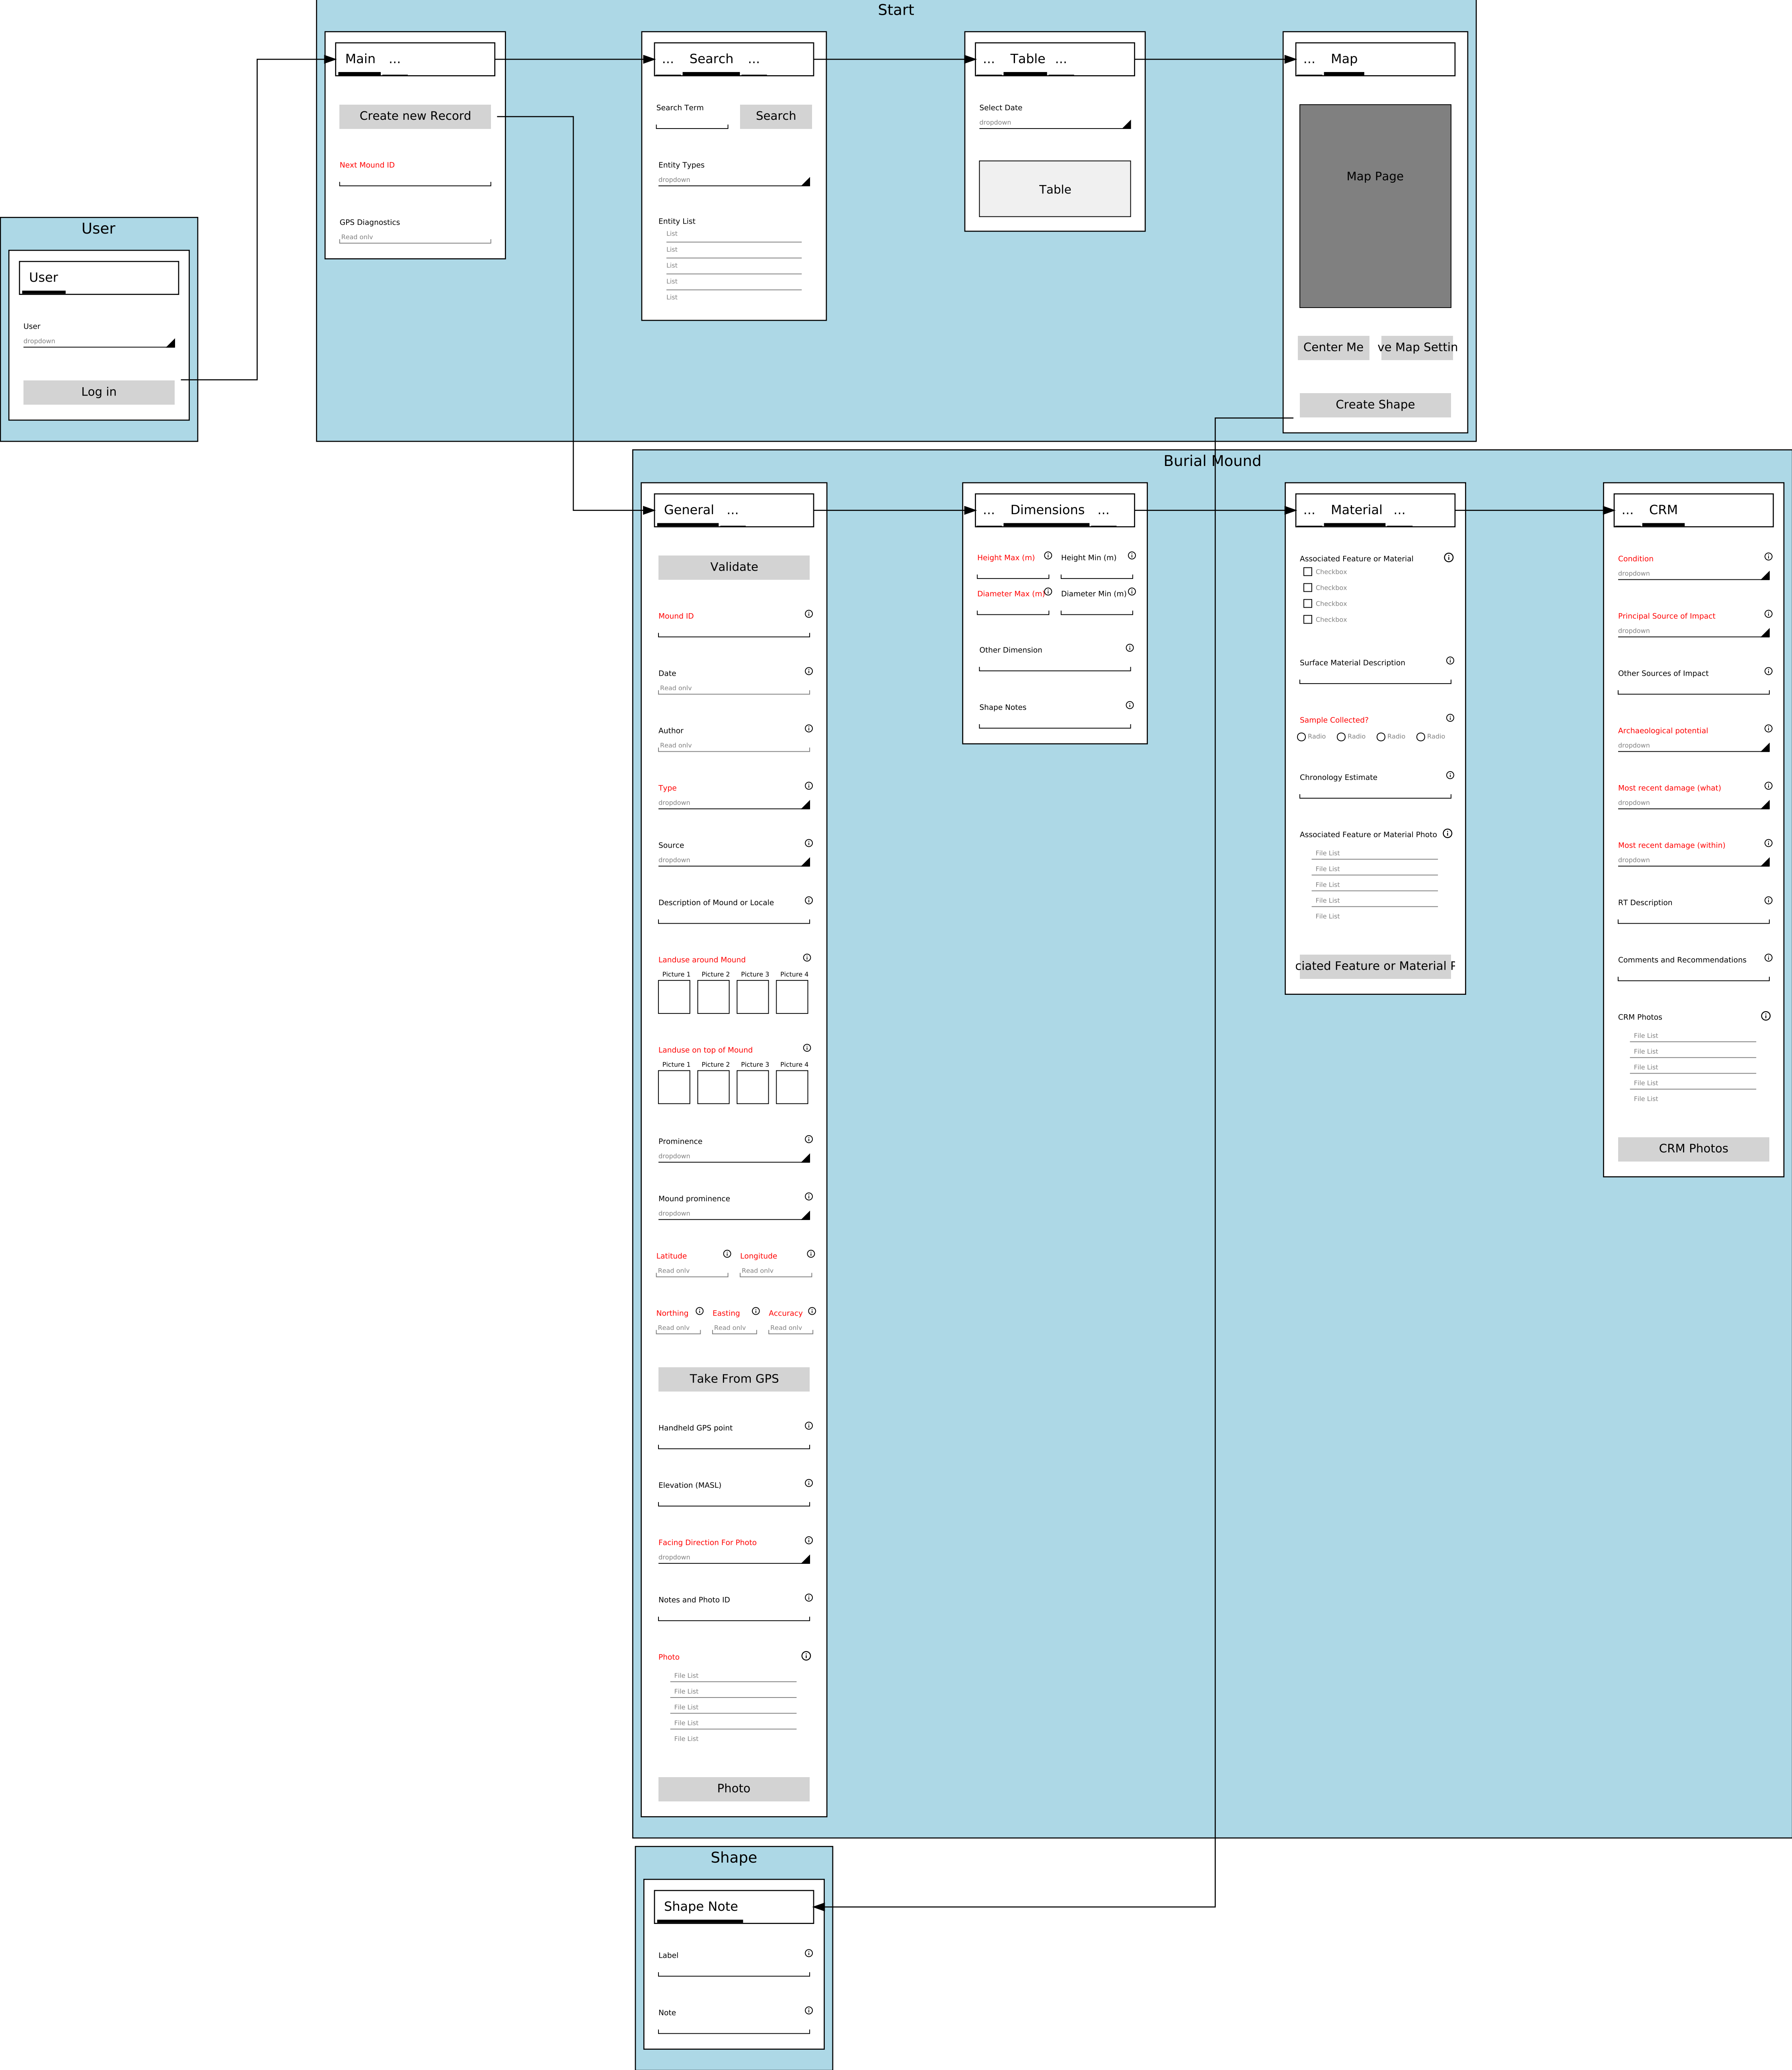 Start
Main ...
Create new Record
Next Mound ID
GPS Diagnostics
Read only
... Search ...
Search Term
Search
Entity Types
dropdown
Entity List
List
List
List
List
List
... Table ...
Select Date
dropdown
Table
... Map
Map Page
Center Me
ve Map Settin
Create Shape
User
User
User
dropdown
Log in
Burial Mound
General ...
Validate
Mound ID
Date
Read only
Author
Read only
Type
dropdown
Source
dropdown
Description of Mound or Locale
Landuse around Mound
Picture 1 Picture 2 Picture 3 Picture 4
Landuse on top of Mound
Picture 1 Picture 2 Picture 3 Picture 4
Prominence
dropdown
Mound prominence
dropdown
Latitude Longitude
Read only Read only
Northing Easting Accuracy
Read only Read only Read only
Take From GPS
Handheld GPS point
Elevation (MASL)
Facing Direction For Photo
dropdown
Notes and Photo ID
Photo
File List
File List
File List
File List
File List
Photo
... Dimensions ...
Height Max (m) Height Min (m)
Diameter Max (m) Diameter Min (m)
Other Dimension
Shape Notes
... Material ...
Associated Feature or Material
Checkbox
Checkbox
Checkbox
Checkbox
Surface Material Description
Sample Collected?
Radio Radio Radio Radio
Chronology Estimate
Associated Feature or Material Photo
File List
File List
File List
File List
File List
ciated Feature or Material P
... CRM
Condition
dropdown
Principal Source of Impact
dropdown
Other Sources of Impact
Archaeological potential
dropdown
Most recent damage (what)
dropdown
Most recent damage (within)
dropdown
RT Description
Comments and Recommendations
CRM Photos
File List
File List
File List
File List
File List
CRM Photos
Shape
Shape Note
Label
Note